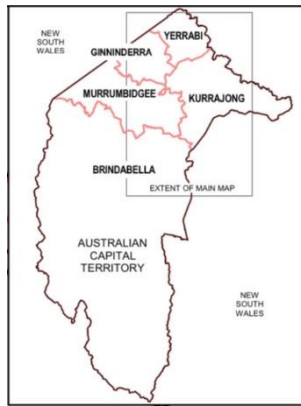 NEW
SOUTH
WALES
YERRABI
GINNINDERRA
MURRUMBIDGEE
KURRAJONG
BRINDABELLA
EXTENT OF MAIN MAP
AUSTRALIAN
CAPITAL
TERRITORY
NEW
SOUTH
WALES